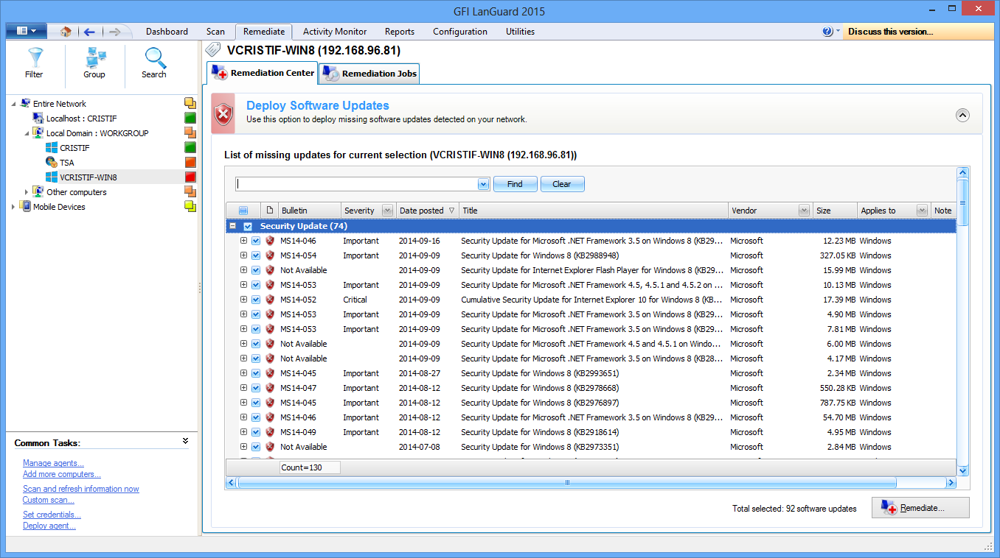 GFI LanGuard 2015
Dashboard Scan Remediate Activity Monitor Reports Configuration Utilities Discuss this version...
Filter Group Search
Entire Network
Localhost : CRISTIF
Local Domain : WORKGROUP
CRISTIF
TSA
VCRISTIF-WIN8
Other computers
Mobile Devices
Common Tasks:
Manage agents...
Add more computers...
Scan and refresh information now
Custom scan...
Set credentials...
Deploy agent...
VCRISTIF-WIN8 (192.168.96.81)
Remediation Center Remediation Jobs
Deploy Software Updates
Use this option to deploy missing software updates detected on your network.
List of missing updates for current selection (VCRISTIF-WIN8 (192.168.96.81))
Find Clear
Bulletin Severity Date posted Title Vendor Size Applies to Note
Security Update (74)
MS14-046 Important 2014-09-16 Security Update for Microsoft .NET Framework 3.5 on Windows 8 (KB29... Microsoft 12.23 MB Windows
MS14-054 Important 2014-09-09 Security Update for Windows 8 (KB2988948) Microsoft 327.05 KB Windows
Not Available 2014-09-09 Security Update for Internet Explorer Flash Player for Windows 8 (KB29... Microsoft 15.99 MB Windows
MS14-053 Important 2014-09-09 Security Update for Microsoft .NET Framework 4.5, 4.5.1 and 4.5.2 on ... Microsoft 10.13 MB Windows
MS14-052 Critical 2014-09-09 Cumulative Security Update for Internet Explorer 10 for Windows 8 (KB... Microsoft 17.39 MB Windows
MS14-053 Important 2014-09-09 Security Update for Microsoft .NET Framework 3.5 on Windows 8 (KB29... Microsoft 4.90 MB Windows
MS14-053 Important 2014-09-09 Security Update for Microsoft .NET Framework 3.5 on Windows 8 (KB29... Microsoft 7.81 MB Windows
Not Available 2014-09-09 Security Update for Microsoft .NET Framework 4.5 and 4.5.1 on Windo... Microsoft 6.00 MB Windows
Not Available 2014-09-09 Security Update for Microsoft .NET Framework 3.5 on Windows 8 (KB28... Microsoft 4.17 MB Windows
MS14-045 Important 2014-08-27 Security Update for Windows 8 (KB2993651) Microsoft 2.34 MB Windows
MS14-047 Important 2014-08-12 Security Update for Windows 8 (KB2978668) Microsoft 550.28 KB Windows
MS14-045 Important 2014-08-12 Security Update for Windows 8 (KB2976897) Microsoft 787.75 KB Windows
MS14-046 Important 2014-08-12 Security Update for Microsoft .NET Framework 3.5 on Windows 8 (KB29... Microsoft 54.70 MB Windows
MS14-049 Important 2014-08-12 Security Update for Windows 8 (KB2918614) Microsoft 4.95 MB Windows
Not Available 2014-07-08 Security Update for Windows 8 (KB2973351) Microsoft 2.84 MB Windows
Count=130
Total selected: 92 software updates Remediate...